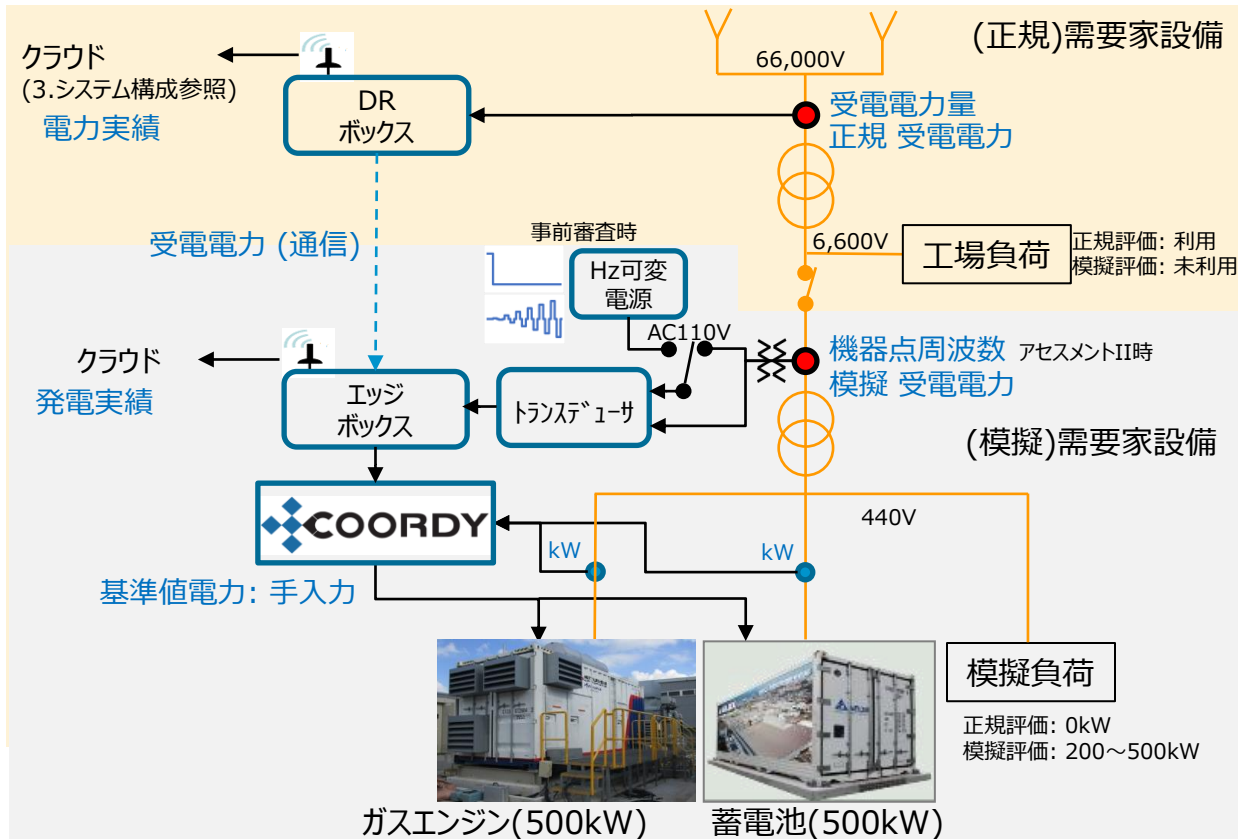 (正規)需要家設備
クラウド
(3.システム構成参照)
電力実績
DR
ボックス
66,000V
受電電力量
正規 受電電力
受電電力 (通信)
事前審査時
Hz可変
電源
6,600V
工場負荷
正規評価: 利用
模擬評価: 未利用
AC110V
機器点周波数 アセスメントII時
模擬 受電電力
クラウド
発電実績
エッジ
ボックス
トランスデューサ
(模擬)需要家設備
COORDY
440V
kW
kW
基準値電力: 手入力
模擬負荷
正規評価: 0kW
模擬評価: 200~500kW
ガスエンジン(500kW)
蓄電池(500kW)